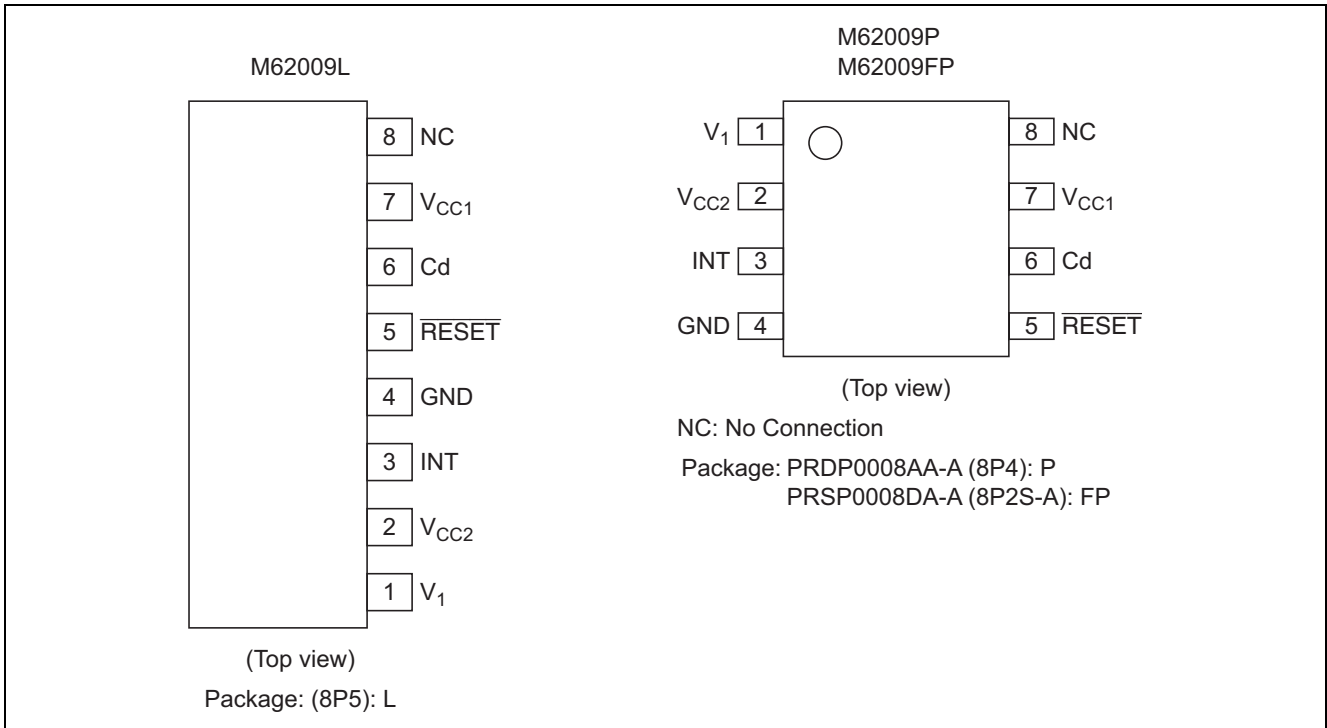 M62009L
8 NC
7 VCC1
6 Cd
5 RESET
4 GND
3 INT
2 VCC2
1 V1
(Top view)
Package: (8P5): L
M62009P
M62009FP
V1 1
VCC2 2
INT 3
GND 4
8 NC
7 VCC1
6 Cd
5 RESET
(Top view)
NC: No Connection
Package: PRDP0008AA-A (8P4): P
PRSP0008DA-A (8P2S-A): FP